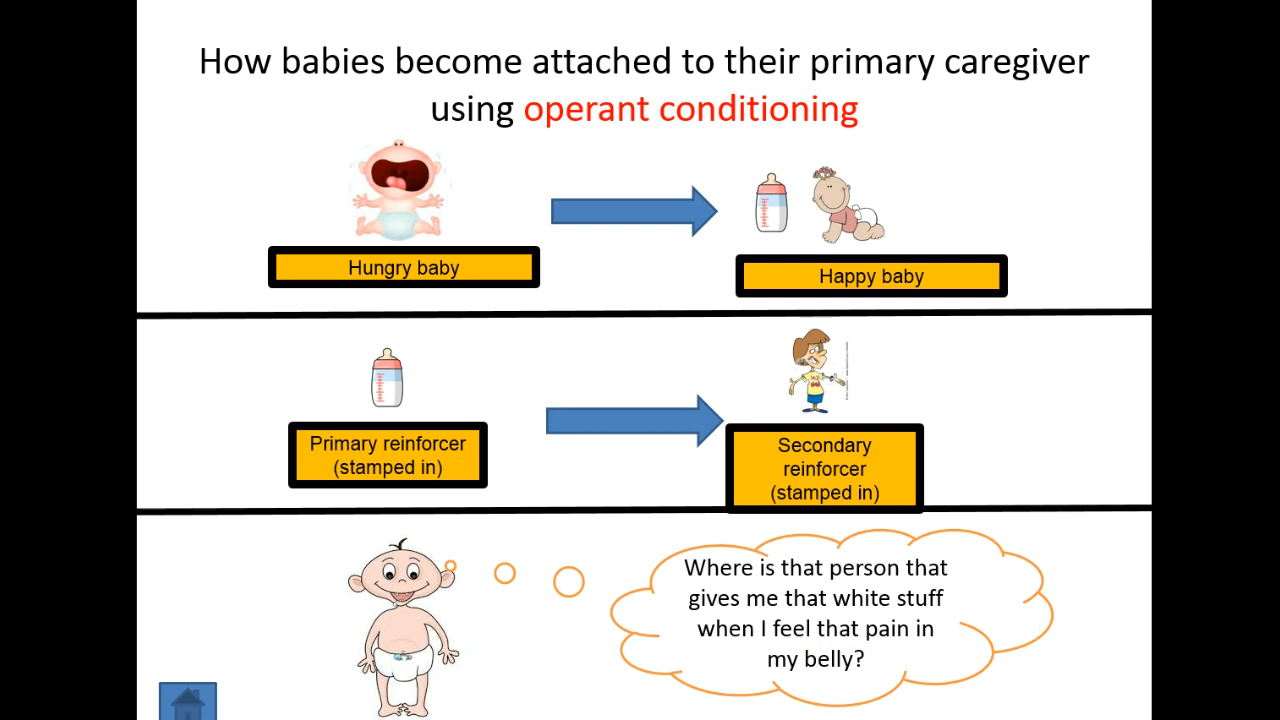 How babies become attached to their primary caregiver
using operant conditioning
Hungry baby
Happy baby
Primary reinforcer
(stamped in)
Secondary
reinforcer
(stamped in)
Where is that person that
gives me that white stuff
when I feel that pain in
my belly?